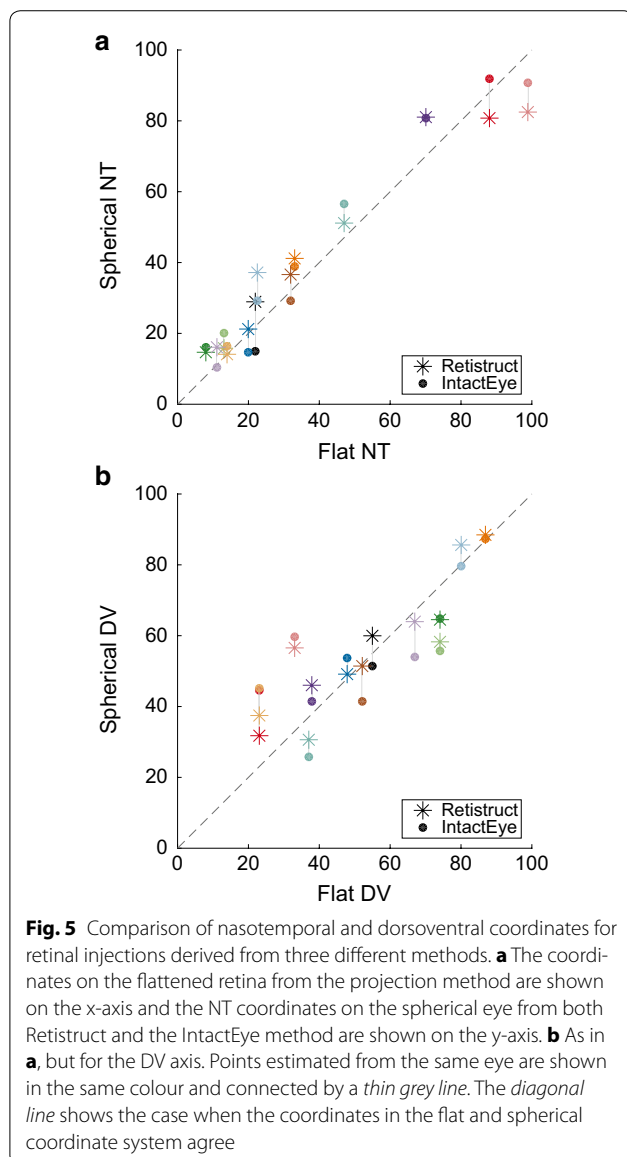 a
100
80
60
40
20
0
Spherical NT
Retistruct
IntactEye
0 20 40 60 80 100
Flat NT
b
100
80
60
40
20
0
Spherical DV
Retistruct
IntactEye
0 20 40 60 80 100
Flat DV
Fig. 5 Comparison of nasotemporal and dorsoventral coordinates for
retinal injections derived from three different methods. a The coordi-
nates on the flattened retina from the projection method are shown
on the x-axis and the NT coordinates on the spherical eye from both
Retistruct and the IntactEye method are shown on the y-axis. b As in
a, but for the DV axis. Points estimated from the same eye are shown
in the same colour and connected by a thin grey line. The diagonal
line shows the case when the coordinates in the flat and spherical
coordinate system agree